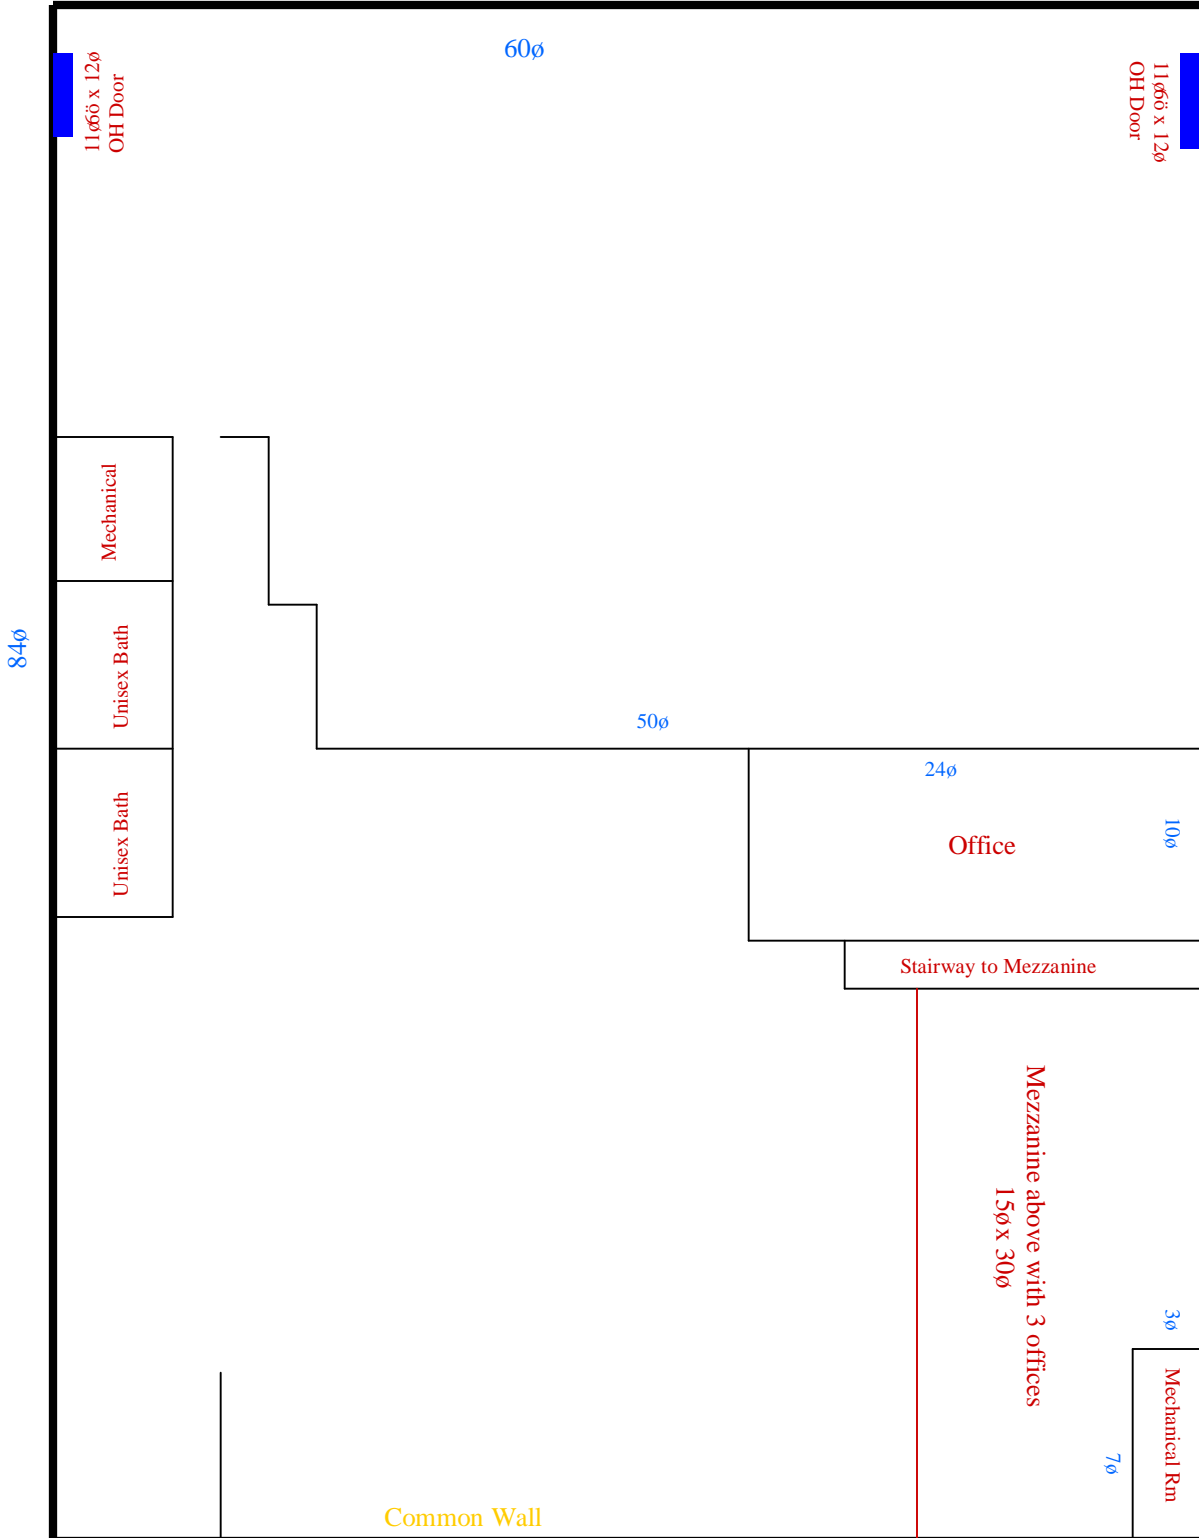 60ø
11ø6ö x 12ø
OH Door
11ø6ö x 12ø
OH Door
Mechanical
84ø
Unisex Bath
50ø
24ø
Unisex Bath
10ø
Office
Stairway to Mezzanine
Mezzanine above with 3 offices
15ø x 30ø
3ø
Mechanical Rm
7ø
Common Wall